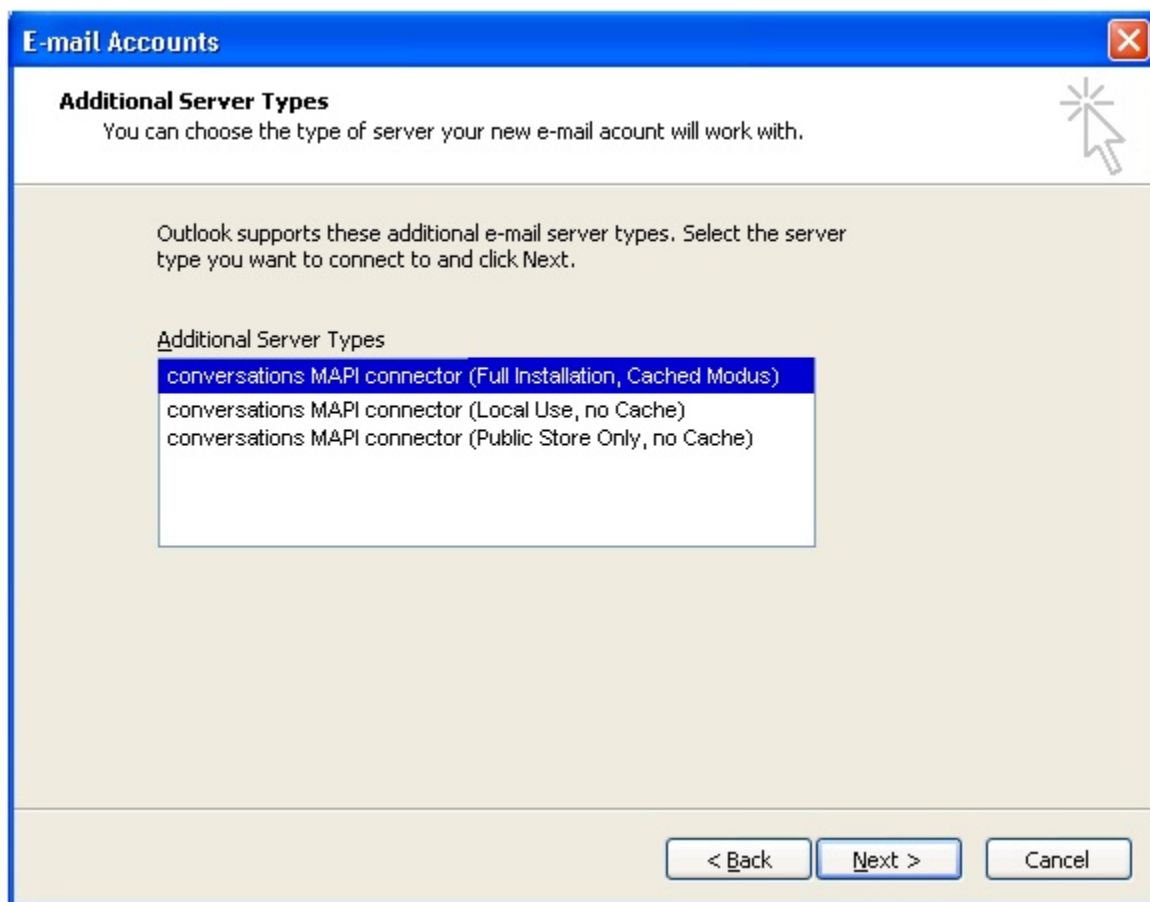 E-mail Accounts
Additional Server Types
You can choose the type of server your new e-mail acount will work with.
Outlook supports these additional e-mail server types. Select the server
type you want to connect to and click Next.
Additional Server Types
conversations MAPI connector (Full Installation, Cached Modus)
conversations MAPI connector (Local Use, no Cache)
conversations MAPI connector (Public Store Only, no Cache)
< Back Next > Cancel